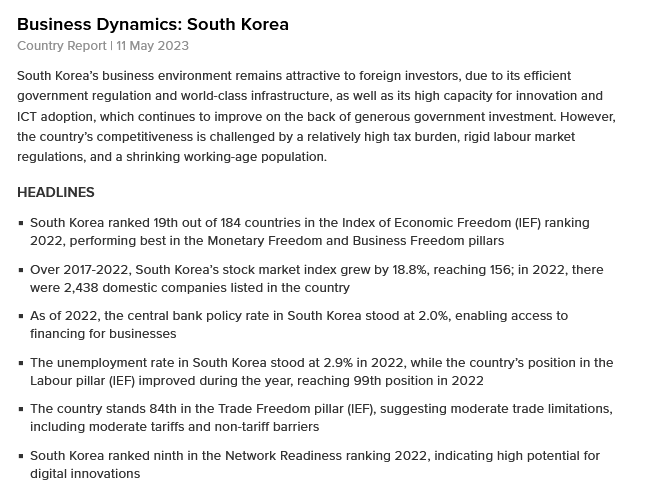 Business Dynamics: South Korea
Country Report | 11 May 2023
South Korea's business environment remains attractive to foreign investors, due to its efficient
government regulation and world-class infrastructure, as well as its high capacity for innovation and
ICT adoption, which continues to improve on the back of generous government investment. However,
the country's competitiveness is challenged by a relatively high tax burden, rigid labour market
regulations, and a shrinking working-age population.
HEADLINES
▪ South Korea ranked 19th out of 184 countries in the Index of Economic Freedom (IEF) ranking
2022, performing best in the Monetary Freedom and Business Freedom pillars
▪ Over 2017-2022, South Korea's stock market index grew by 18.8%, reaching 156; in 2022, there
were 2,438 domestic companies listed in the country
▪ As of 2022, the central bank policy rate in South Korea stood at 2.0%, enabling access to
financing for businesses
▪ The unemployment rate in South Korea stood at 2.9% in 2022, while the country's position in the
Labour pillar (IEF) improved during the year, reaching 99th position in 2022
▪ The country stands 84th in the Trade Freedom pillar (IEF), suggesting moderate trade limitations,
including moderate tariffs and non-tariff barriers
▪ South Korea ranked ninth in the Network Readiness ranking 2022, indicating high potential for
digital innovations